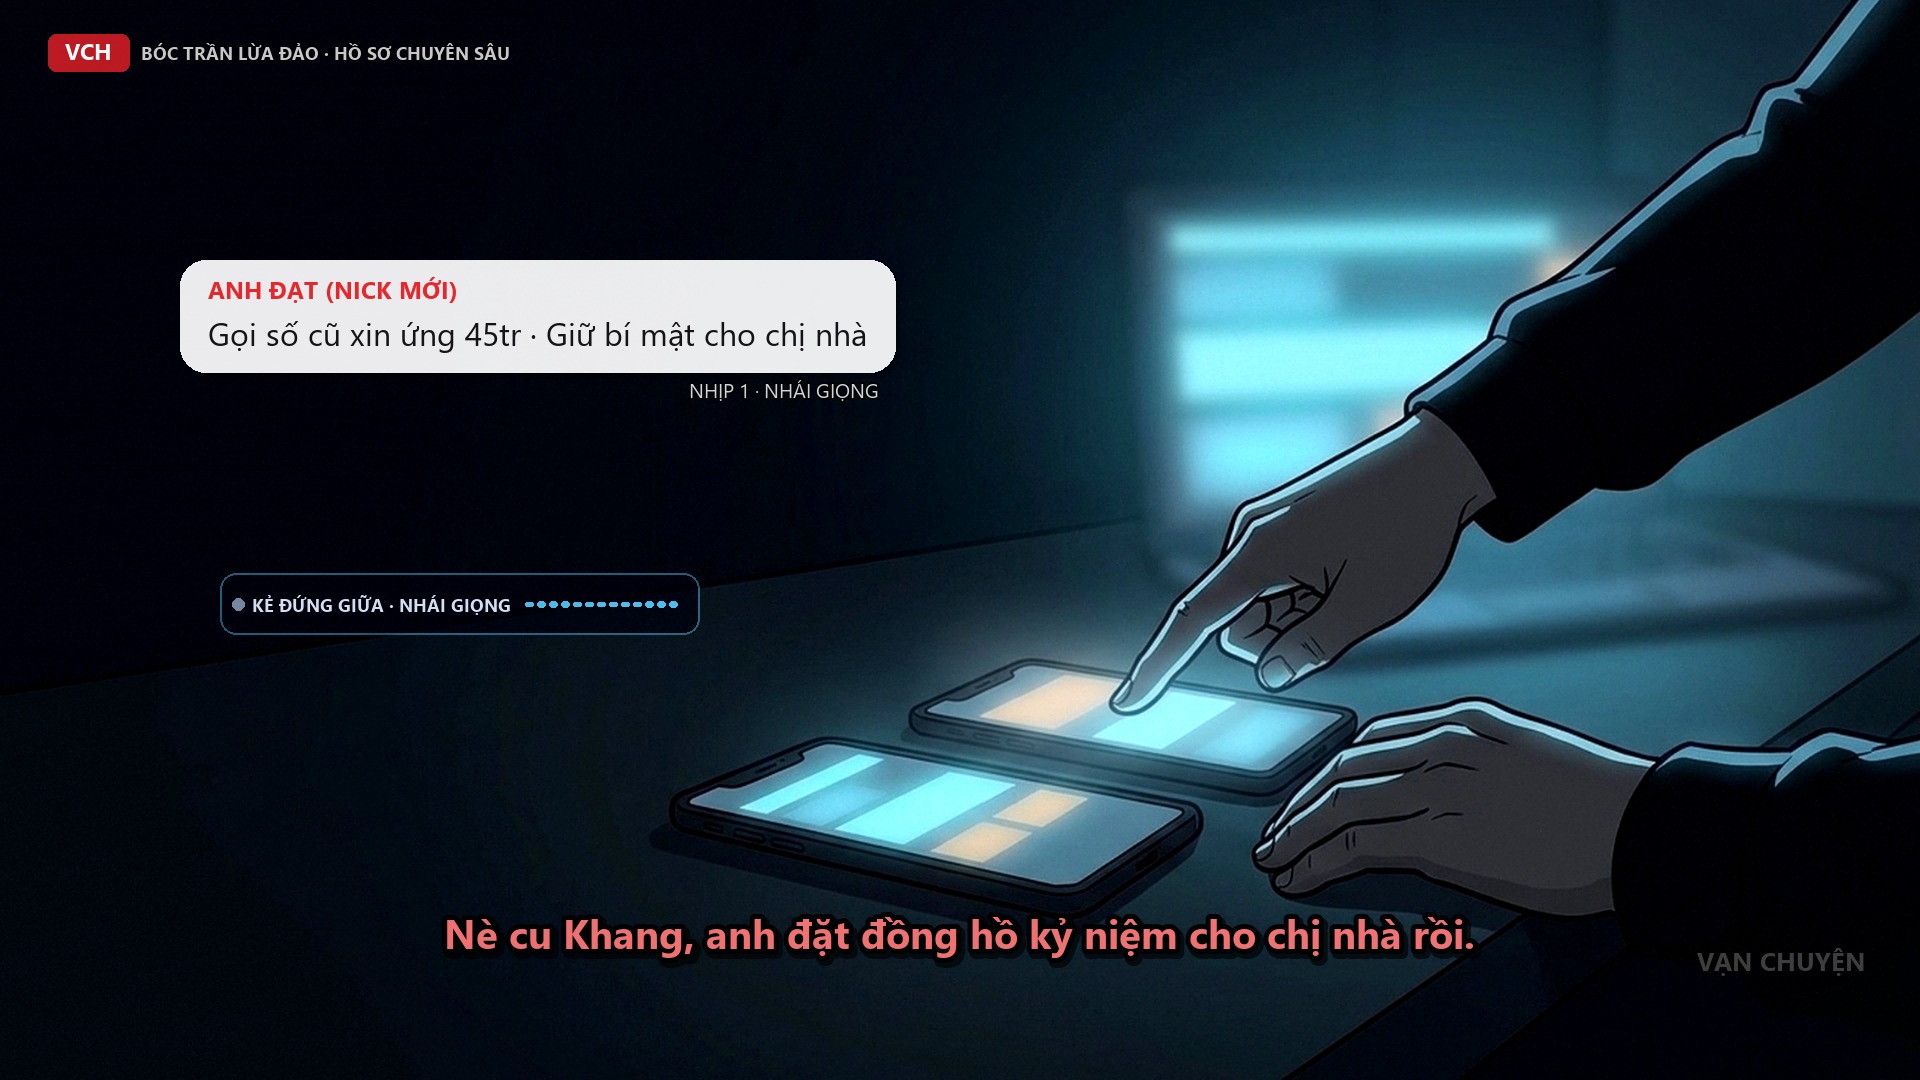 VCH BÓC TRẦN LỪA ĐẢO · HỒ SƠ CHUYÊN SÂU
ANH ĐẠT (NICK MỚI)
Gọi số cũ xin ứng 45tr · Giữ bí mật cho chị nhà
NHỊP 1 · NHÁI GIỌNG
KẺ ĐỨNG GIỮA · NHÁI GIỌNG
Nè cu Khang, anh đặt đồng hồ kỷ niệm cho chị nhà rồi.
VẠN CHUYỆN